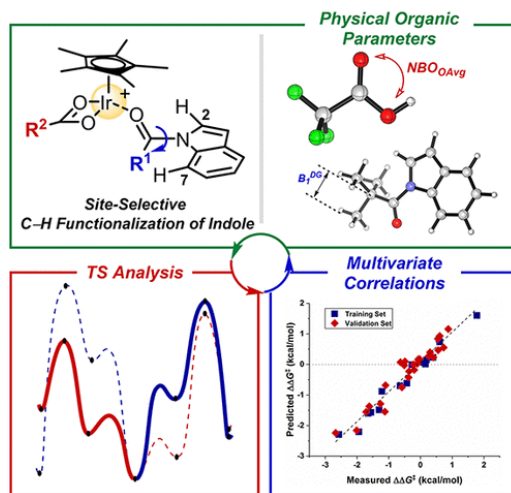 Physical Organic
Parameters
Ir
+
O
O
R²
O
N
R¹
H
2
H
7
Site-Selective
C–H Functionalization of Indole
NBO_OAvg
B₁^DG
TS Analysis
Multivariate
Correlations
Training Set
Validation Set
Predicted ΔΔG‡ (kcal/mol)
2
1
0
-1
-2
-3
-3
-2
-1
0
1
2
Measured ΔΔG‡ (kcal/mol)